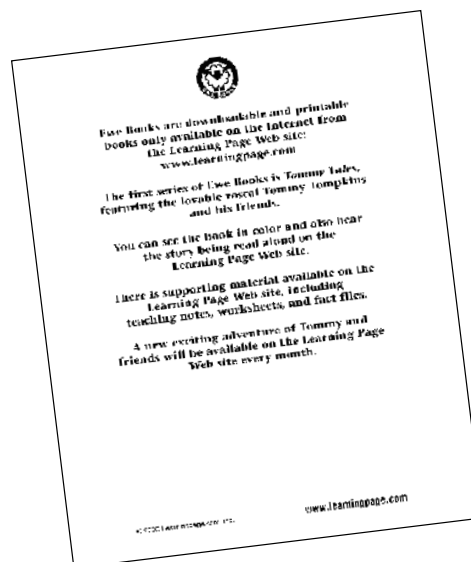 Ewe Books are downloadable and printable
books only available on the Internet from
the Learning Page Web site:
www.learningpage.com
The first series of Ewe Books is Tommy Tales,
featuring the lovable rascal Tommy Tompkins
and his friends.
You can see the book in color and also hear
the story being read aloud on the
Learning Page Web site.
There is supporting material available on the
Learning Page Web site, including
teaching notes, worksheets, and fact files.
A new exciting adventure of Tommy and
friends will be available on the Learning Page
Web site every month.
www.learningpage.com